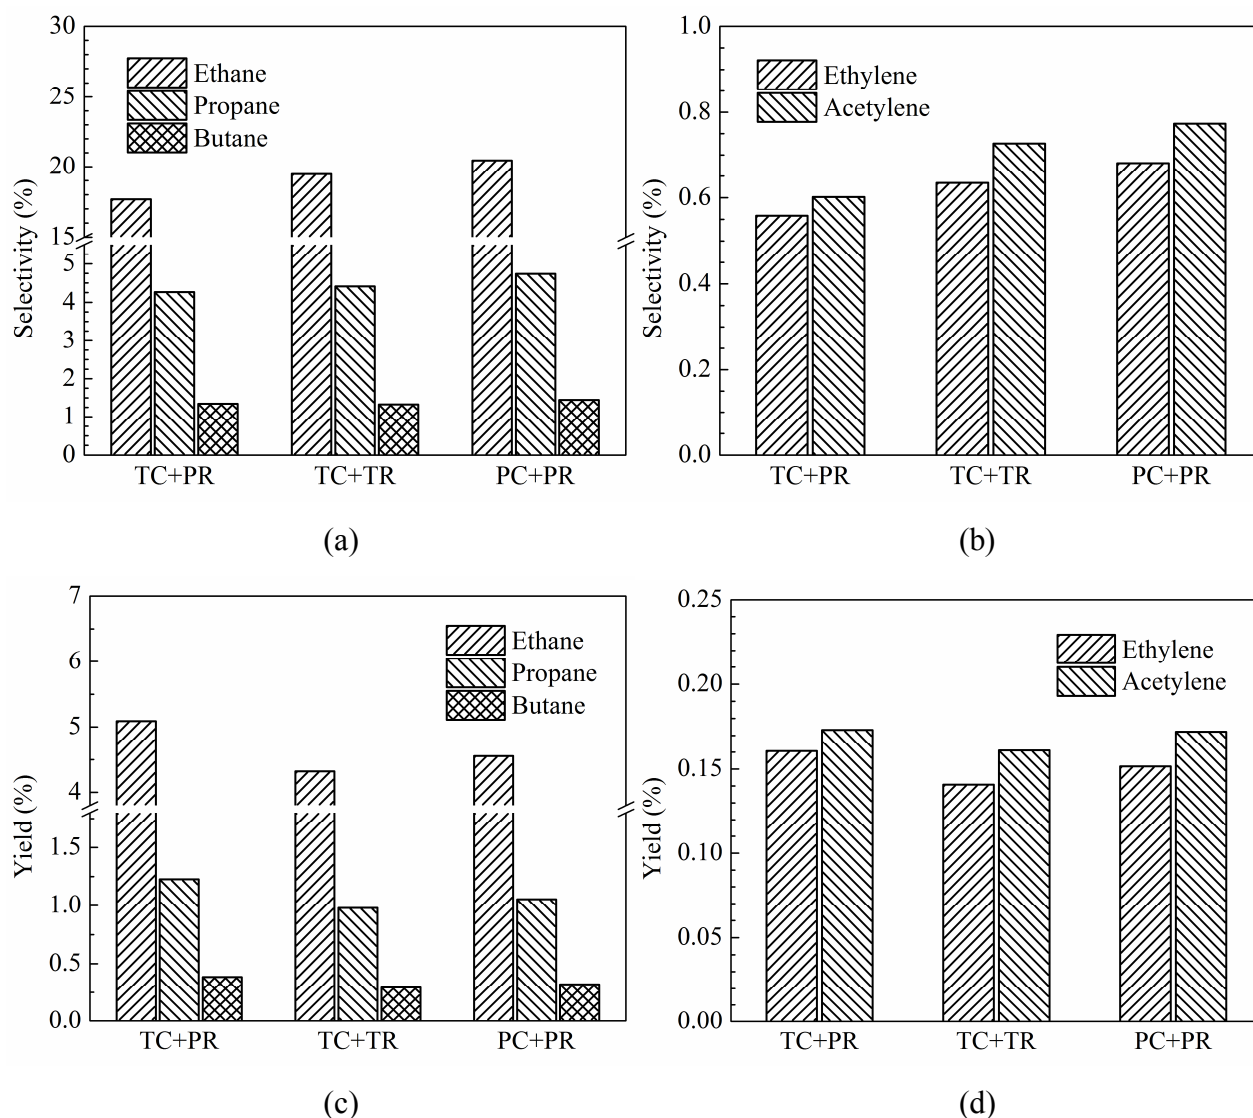 30
25
20
15
5
4
3
2
1
0
Selectivity (%)
Ethane
Propane
Butane
TC+PR TC+TR PC+PR
(a)
1.0
0.8
0.6
0.4
0.2
0.0
Selectivity (%)
Ethylene
Acetylene
TC+PR TC+TR PC+PR
(b)
7
6
5
4
1.5
1.0
0.5
0.0
Yield (%)
Ethane
Propane
Butane
TC+PR TC+TR PC+PR
(c)
0.25
0.20
0.15
0.10
0.05
0.00
Yield (%)
Ethylene
Acetylene
TC+PR TC+TR PC+PR
(d)